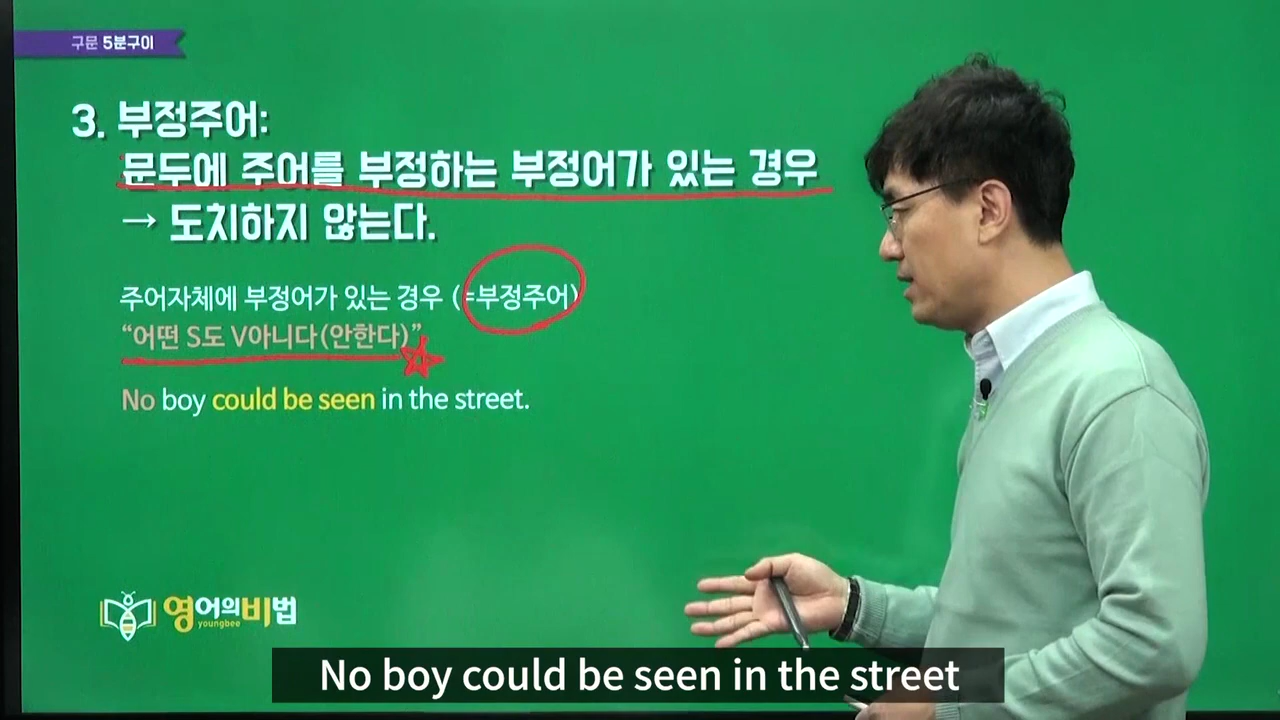 구문 5분구이
3. 부정주어:
문두에 주어를 부정하는 부정어가 있는 경우
→ 도치하지 않는다.
주어자체에 부정어가 있는 경우 (=부정주어)
“어떤 S도 V아니다(안한다)”
No boy could be seen in the street.
영어의비법
youngbee
No boy could be seen in the street